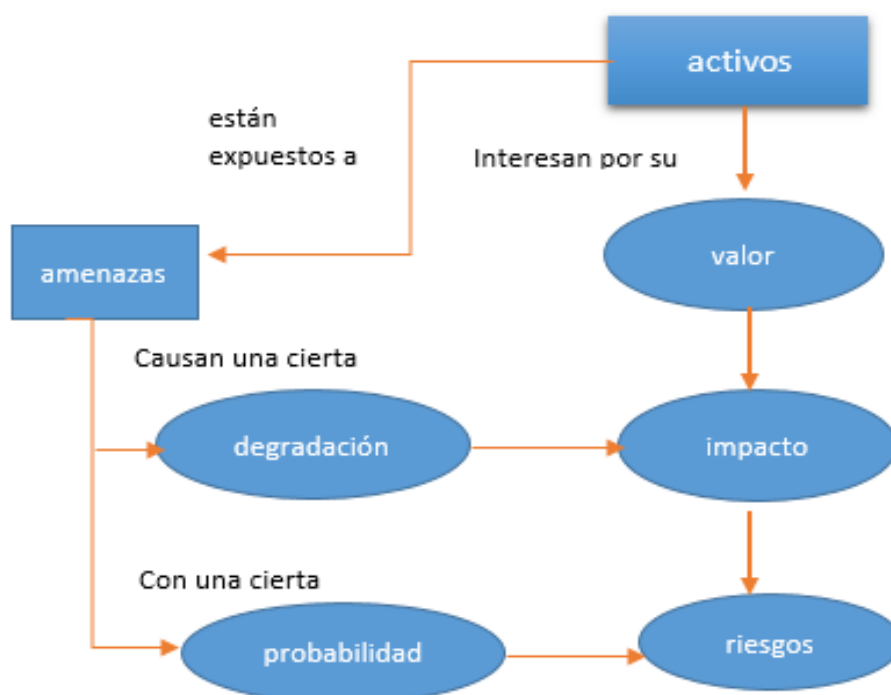 activos
están
expuestos a
Interesan por su
amenazas
valor
Causan una cierta
degradación
impacto
Con una cierta
probabilidad
riesgos